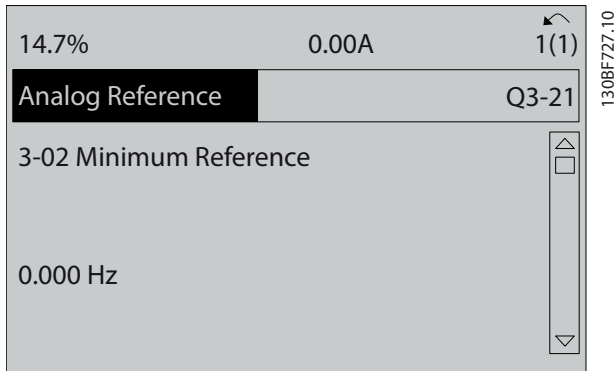 14.7% 0.00A 1(1)
Analog Reference Q3-21
3-02 Minimum Reference
0.000 Hz
130BF727.10